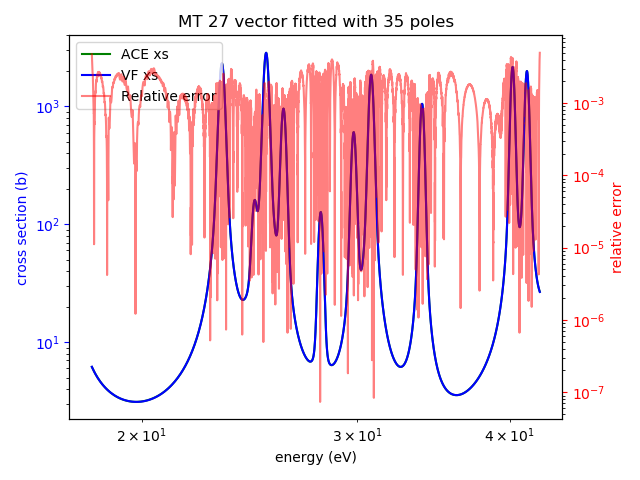 MT 27 vector fitted with 35 poles
ACE xs
VF xs
Relative error
cross section (b)
10³
10²
10¹
10⁻³
10⁻⁴
10⁻⁵
10⁻⁶
10⁻⁷
relative error
2 × 10¹ 3 × 10¹ 4 × 10¹
energy (eV)